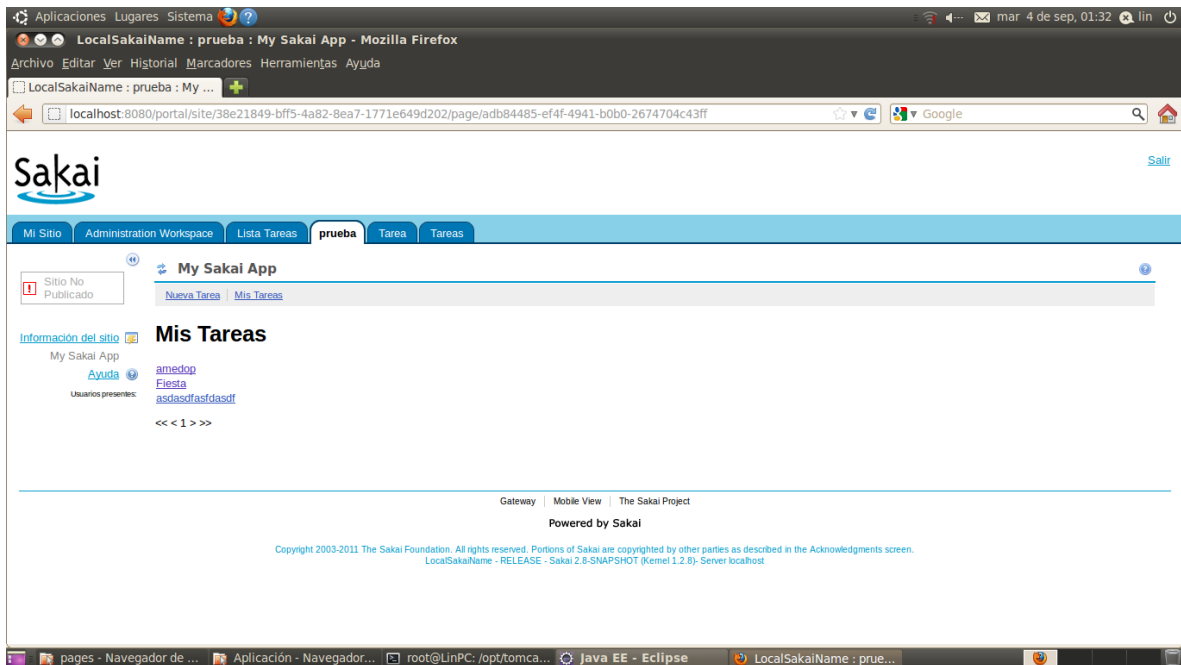 Aplicaciones Lugares Sistema mar 4 de sep, 01:32 lin
LocalSakaiName : prueba : My Sakai App - Mozilla Firefox
Archivo Editar Ver Historial Marcadores Herramientas Ayuda
LocalSakaiName : prueba : My ...
localhost:8080/portal/site/38e21849-bff5-4a82-8ea7-1771e649d202/page/adb84485-ef4f-4941-b0b0-2674704c43ff Google
Sakai
Salir
Mi Sitio Administration Workspace Lista Tareas prueba Tarea Tareas
My Sakai App
Sitio No
Publicado
Nueva Tarea Mis Tareas
Información del sitio
My Sakai App
Ayuda
Usuarios presentes:
Mis Tareas
amedop
Fiesta
asdasdfasfdasdf
<< < 1 > >>
Gateway Mobile View The Sakai Project
Powered by Sakai
Copyright 2003-2011 The Sakai Foundation. All rights reserved. Portions of Sakai are copyrighted by other parties as described in the Acknowledgments screen.
LocalSakaiName - RELEASE - Sakai 2.8-SNAPSHOT (Kernel 1.2.8)- Server localhost
pages - Navegador de ... Aplicación - Navegador... root@LinPC: /opt/tomca... Java EE - Eclipse LocalSakaiName : prue...